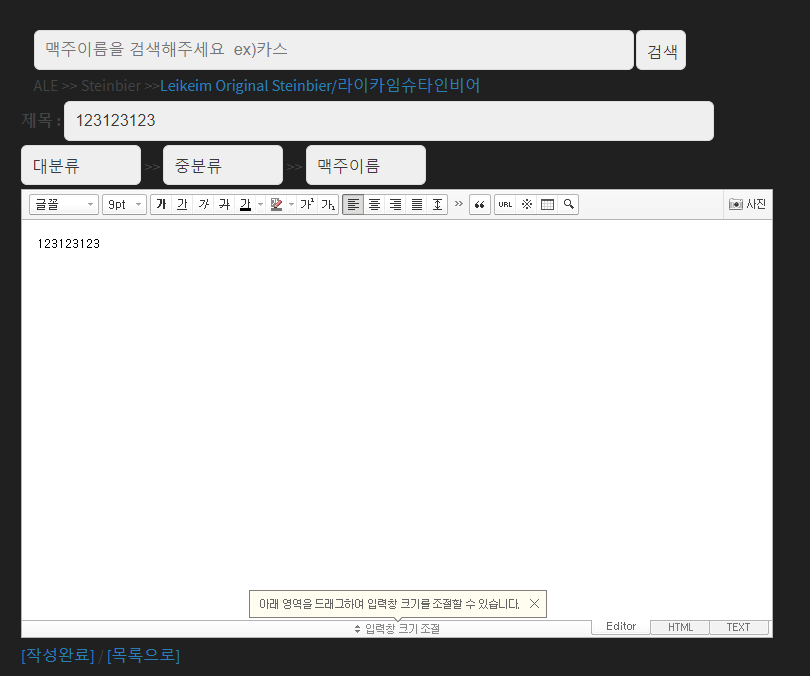 맥주이름을 검색해주세요 ex)카스 검색
ALE >> Steinbier >>Leikeim Original Steinbier/라이카임슈타인비어
제목 : 123123123
대분류 >> 중분류 >> 맥주이름
글꼴 9pt 가 가 가 가 가 가² 가₁ » “ URL ※ 사진
123123123
아래 영역을 드래그하여 입력창 크기를 조절할 수 있습니다.
입력창 크기 조절 Editor HTML TEXT
[작성완료] / [목록으로]